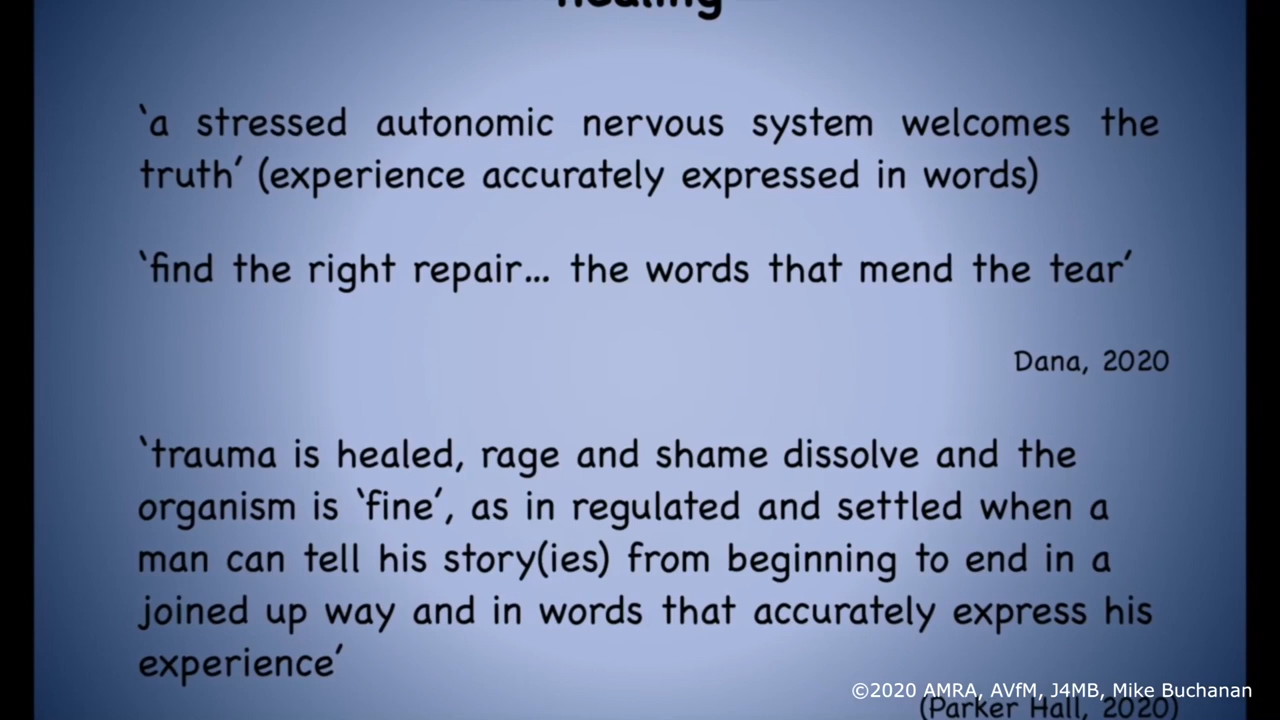 healing
`a stressed autonomic nervous system welcomes the
truth' (experience accurately expressed in words)
`find the right repair... the words that mend the tear'
Dana, 2020
`trauma is healed, rage and shame dissolve and the
organism is `fine', as in regulated and settled when a
man can tell his story(ies) from beginning to end in a
joined up way and in words that accurately express his
experience'
©2020 AMRA, AVfM, J4MB, Mike Buchanan
(Parker Hall, 2020)